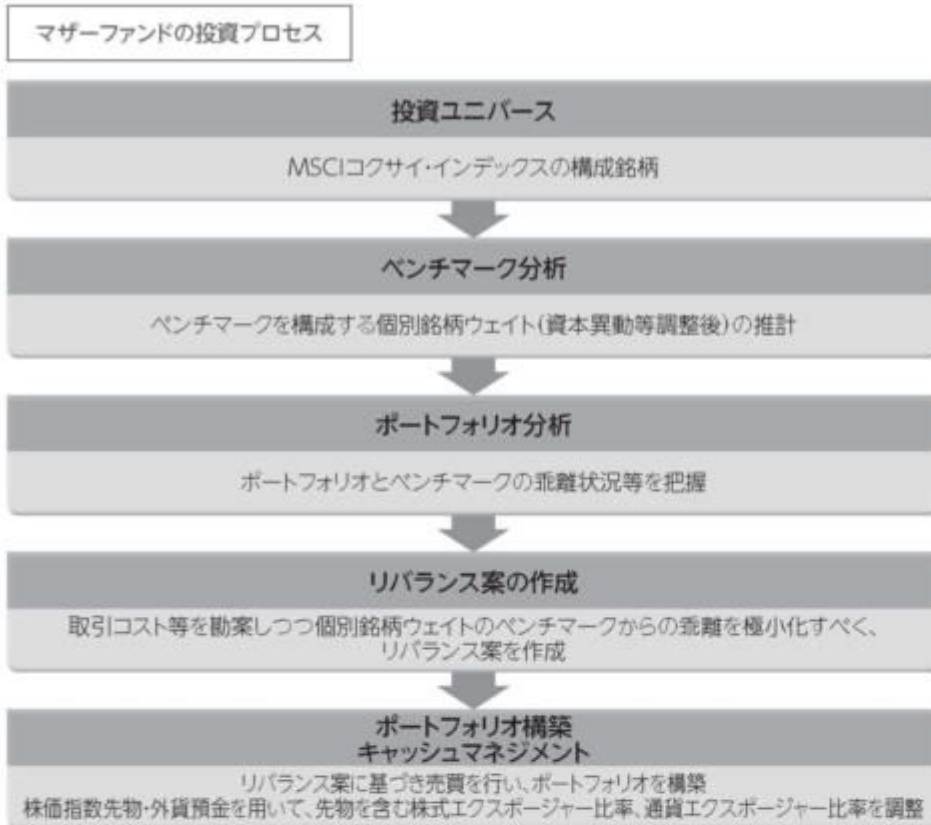 マザーファンドの投資プロセス
投資ユニバース
MSCIコクサイ・インデックスの構成銘柄
ベンチマーク分析
ベンチマークを構成する個別銘柄ウェイト(資本異動等調整後)の推計
ポートフォリオ分析
ポートフォリオとベンチマークの乖離状況等を把握
リバランス案の作成
取引コスト等を勘案しつつ個別銘柄ウェイトのベンチマークからの乖離を極小化すべく、
リバランス案を作成
ポートフォリオ構築
キャッシュマネジメント
リバランス案に基づき売買を行い、ポートフォリオを構築
株価指数先物・外貨預金を用いて、先物を含む株式エクスポージャー比率、通貨エクスポージャー比率を調整